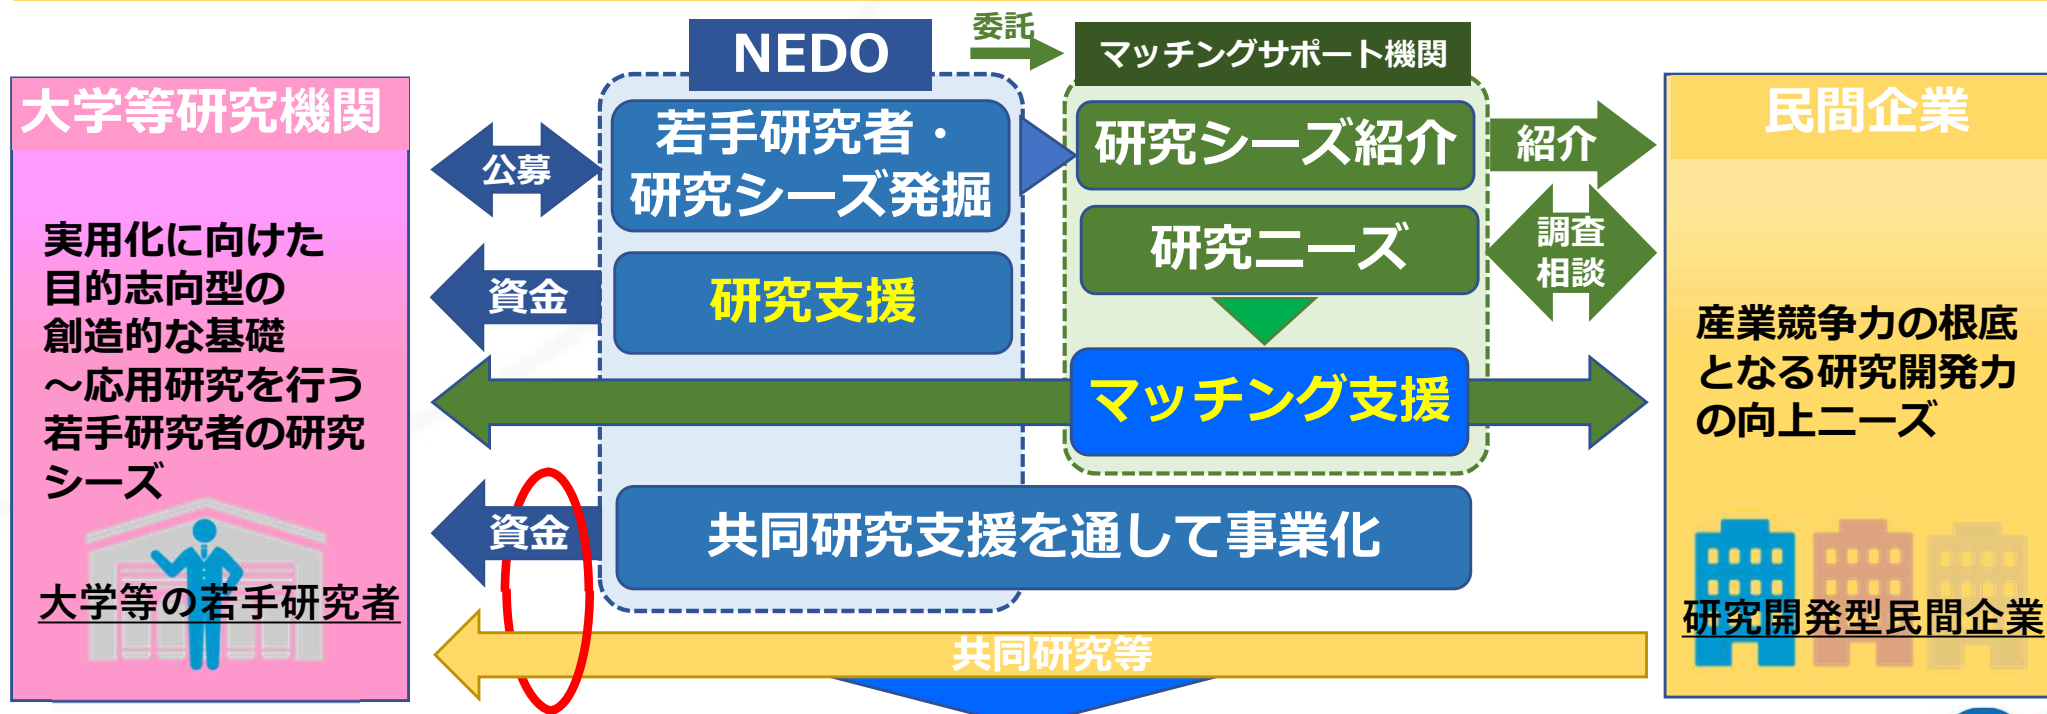 NEDO
委託
マッチングサポート機関
大学等研究機関
実用化に向けた
目的志向型の
創造的な基礎
～応用研究を行う
若手研究者の研究
シーズ
大学等の若手研究者
公募
若手研究者・
研究シーズ発掘
資金
研究支援
研究シーズ紹介
研究ニーズ
マッチング支援
紹介
調査
相談
資金
共同研究支援を通して事業化
共同研究等
民間企業
産業競争力の根底
となる研究開発力
の向上ニーズ
研究開発型民間企業